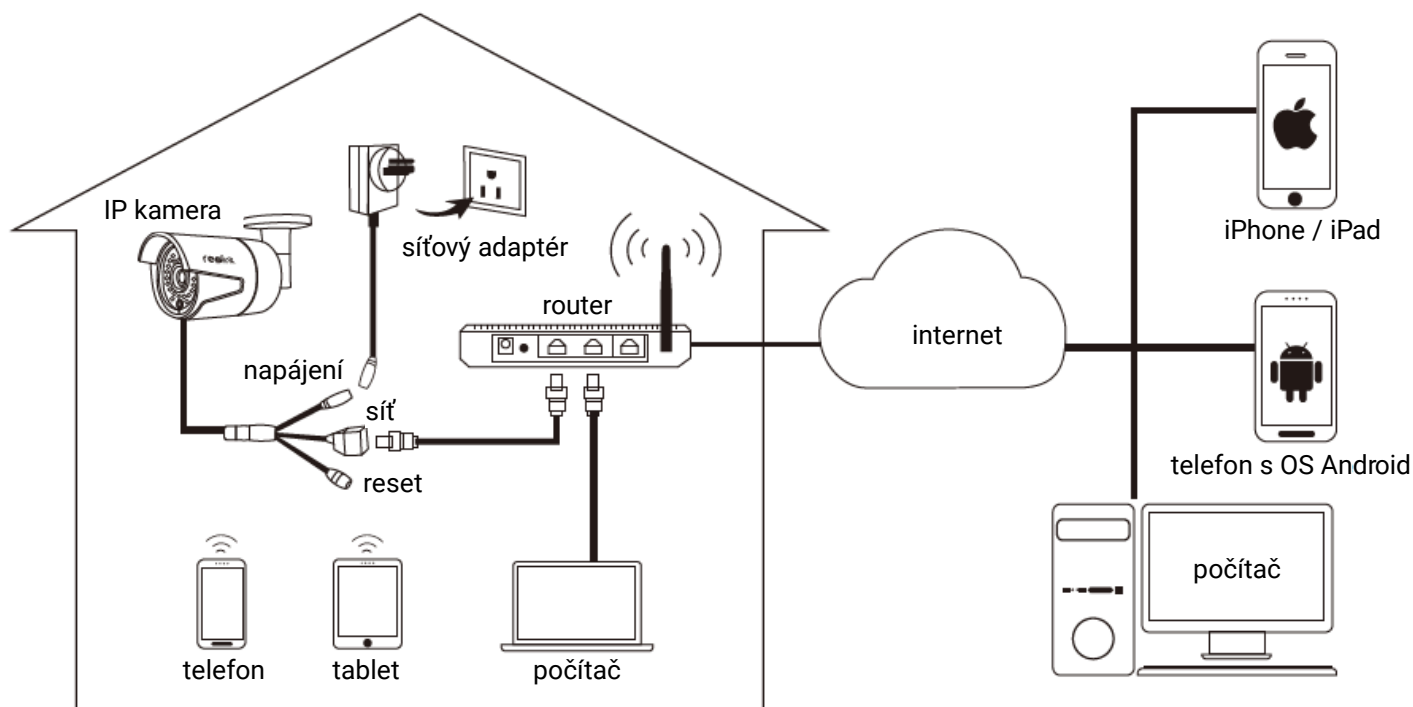 iPhone / iPad
IP kamera
síťový adaptér
router
internet
napájení
síť
reset
telefon s OS Android
počítač
telefon
tablet
počítač